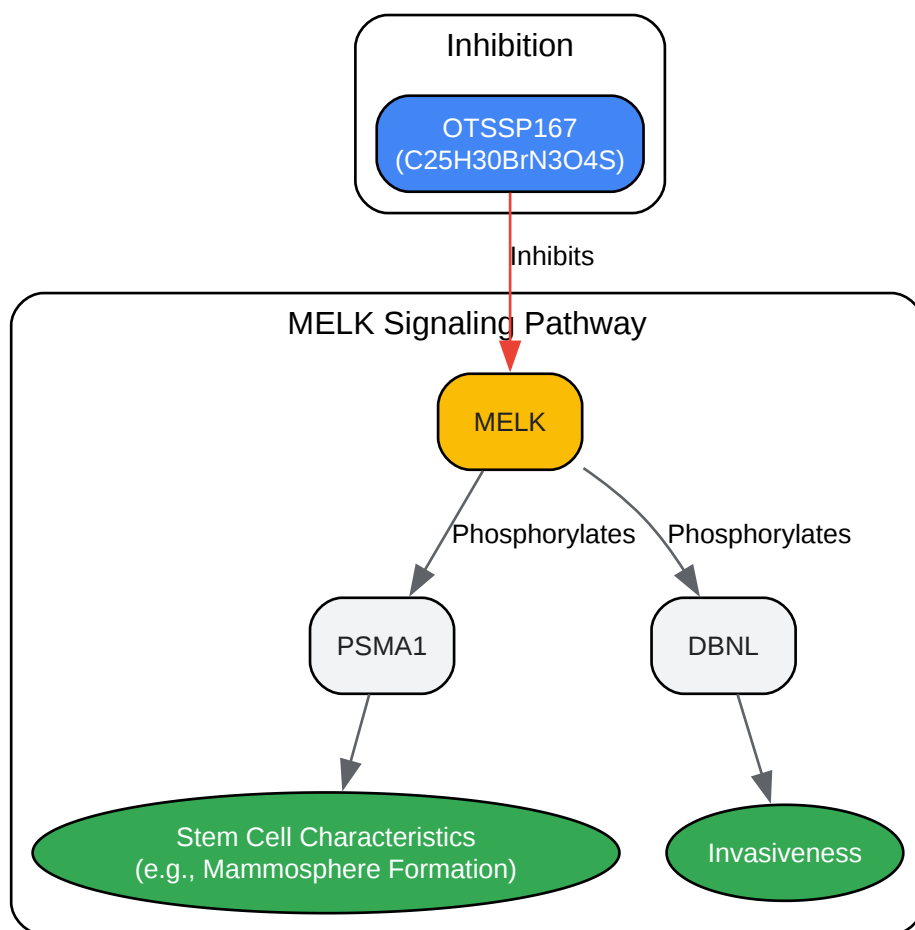 Inhibition
OTSSP167
(C25H30BrN3O4S)
Inhibits
MELK Signaling Pathway
MELK
Phosphorylates
Phosphorylates
PSMA1
DBNL
Stem Cell Characteristics
(e.g., Mammosphere Formation)
Invasiveness